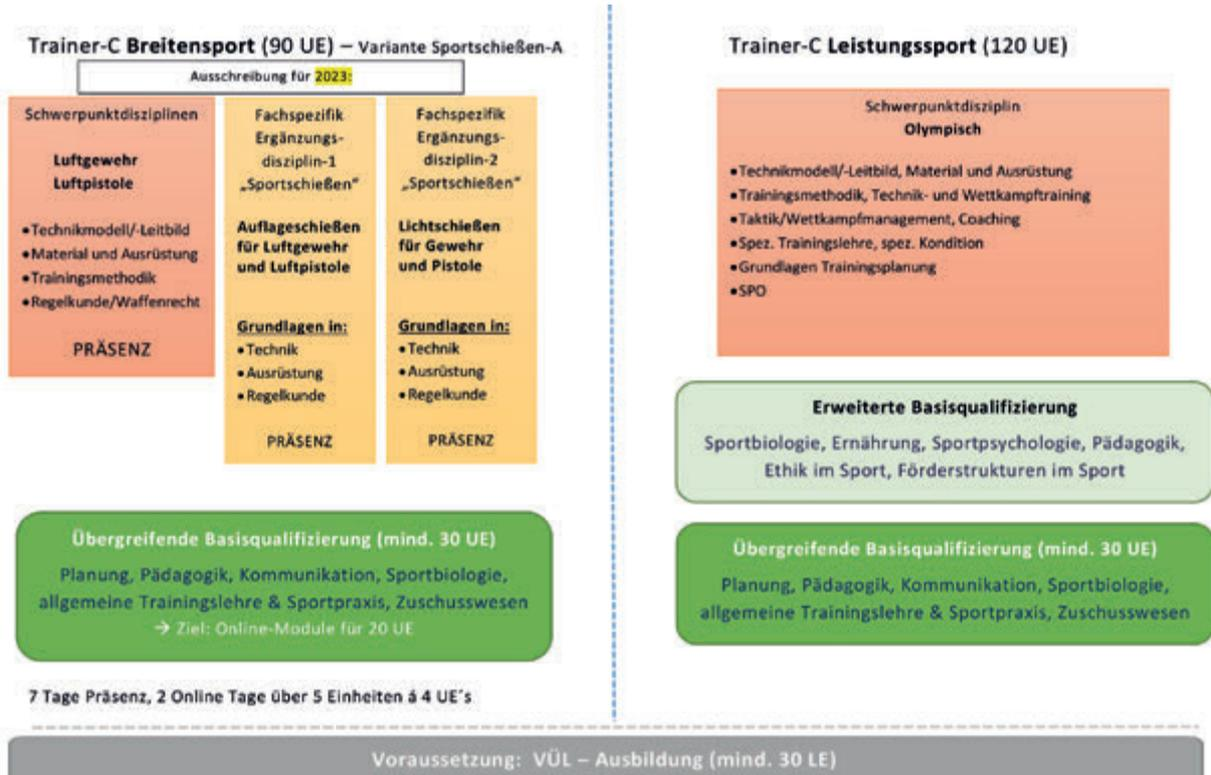 Trainer-C Breitensport (90 UE) – Variante Sportschießen-A
Ausschreibung für 2023:
Schwerpunktdisziplinen
Luftgewehr
Luftpistole
•Technikmodell/-Leitbild
•Material und Ausrüstung
•Trainingsmethodik
•Regelkunde/Waffenrecht
PRÄSENZ
Fachspezifik
Ergänzungs-
disziplin-1
„Sportschießen“
Auflageschießen
für Luftgewehr
und Luftpistole
Grundlagen in:
•Technik
•Ausrüstung
•Regelkunde
PRÄSENZ
Fachspezifik
Ergänzungs-
disziplin-2
„Sportschießen“
Lichtschießen
für Gewehr
und Pistole
Grundlagen in:
•Technik
•Ausrüstung
•Regelkunde
PRÄSENZ
Übergreifende Basisqualifizierung (mind. 30 UE)
Planung, Pädagogik, Kommunikation, Sportbiologie,
allgemeine Trainingslehre & Sportpraxis, Zuschusswesen
→ Ziel: Online-Module für 20 UE
7 Tage Präsenz, 2 Online Tage über 5 Einheiten á 4 UE´s
Trainer-C Leistungssport (120 UE)
Schwerpunktdisziplin
Olympisch
•Technikmodell/-Leitbild, Material und Ausrüstung
•Trainingsmethodik, Technik- und Wettkampftraining
•Taktik/Wettkampfmanagement, Coaching
•Spez. Trainingslehre, spez. Kondition
•Grundlagen Trainingsplanung
•SPO
Erweiterte Basisqualifizierung
Sportbiologie, Ernährung, Sportpsychologie, Pädagogik,
Ethik im Sport, Förderstrukturen im Sport
Übergreifende Basisqualifizierung (mind. 30 UE)
Planung, Pädagogik, Kommunikation, Sportbiologie,
allgemeine Trainingslehre & Sportpraxis, Zuschusswesen
Voraussetzung: VÜL – Ausbildung (mind. 30 LE)